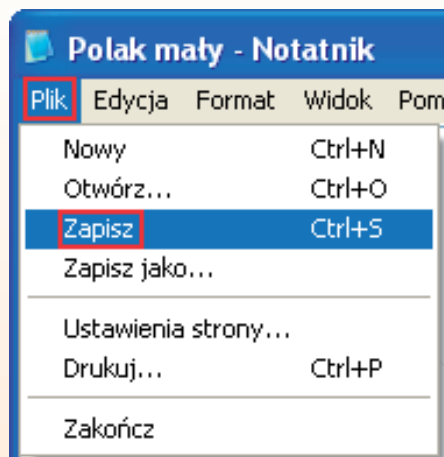 Polak mały - Notatnik
Plik Edycja Format Widok Pom
Nowy Ctrl+N
Otwórz... Ctrl+O
Zapisz Ctrl+S
Zapisz jako...
Ustawienia strony...
Drukuj... Ctrl+P
Zakończ